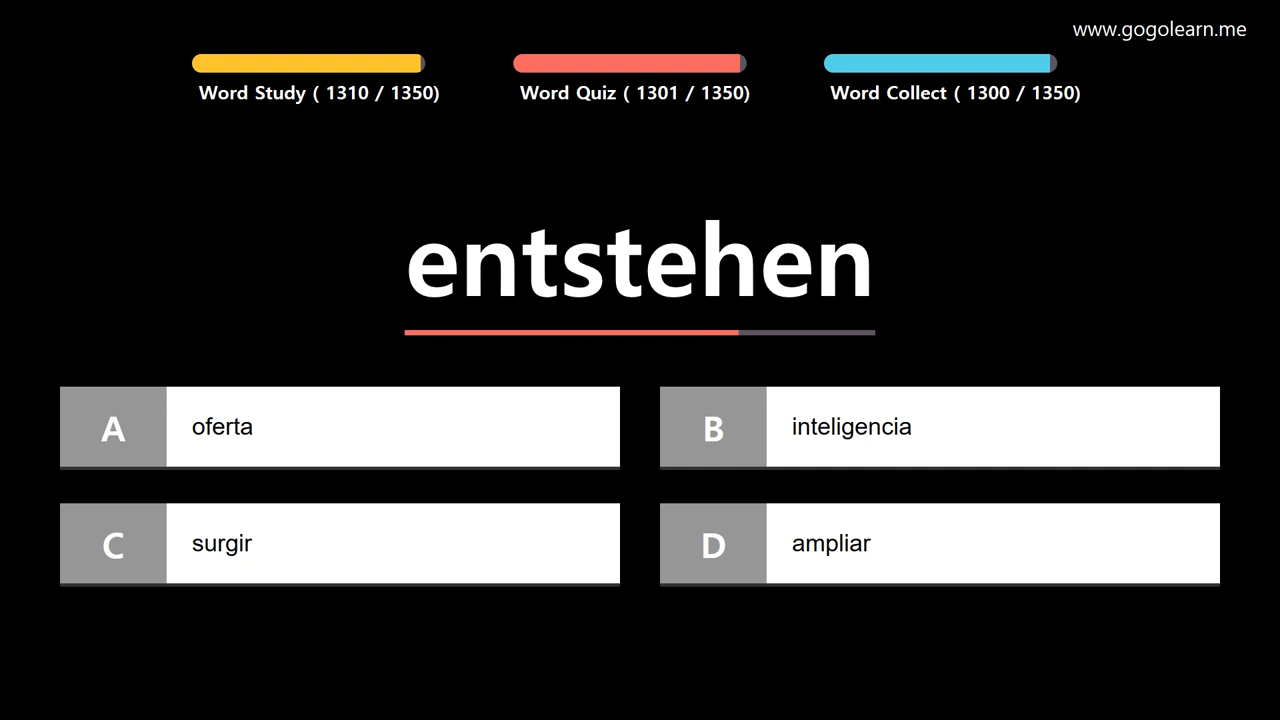 www.gogolearn.me
Word Study ( 1310 / 1350)
Word Quiz ( 1301 / 1350)
Word Collect ( 1300 / 1350)
entstehen
A oferta
B inteligencia
C surgir
D ampliar